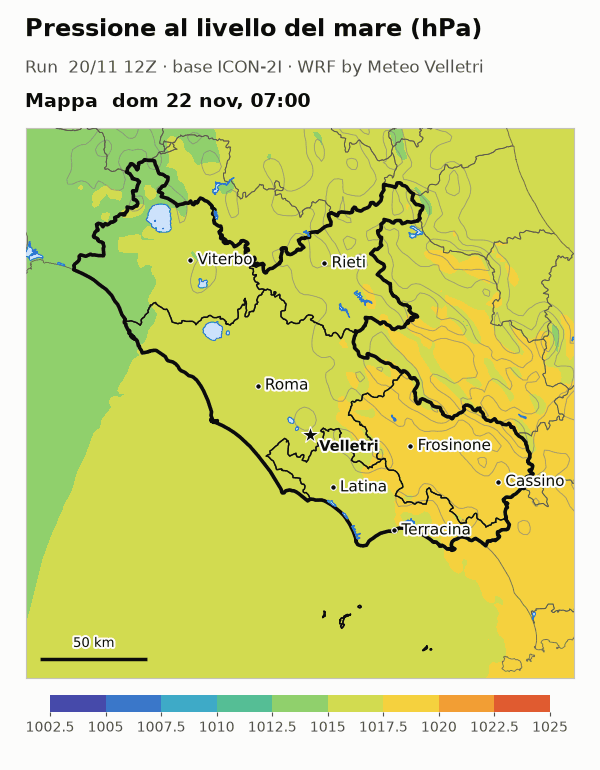 Pressione al livello del mare (hPa)
Run  20/11 12Z · base ICON-2I · WRF by Meteo Velletri
Mappa  dom 22 nov, 07:00
Viterbo
Rieti
Roma
Velletri
Frosinone
Cassino
Latina
Terracina
50 km
1002.5 1005 1007.5 1010 1012.5 1015 1017.5 1020 1022.5 1025